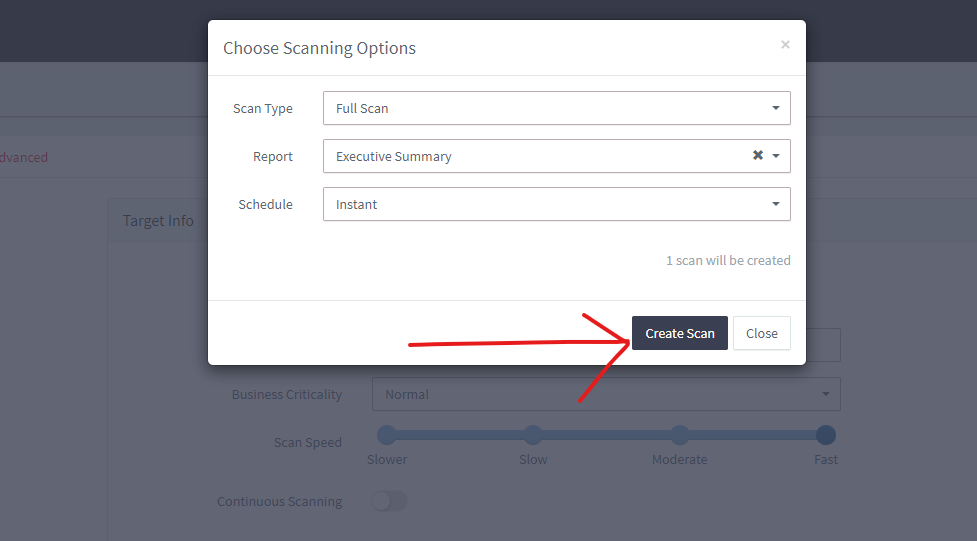 Choose Scanning Options
×
Scan Type
Full Scan
Report
Executive Summary
Schedule
Instant
1 scan will be created
Create Scan
Close
dvanced
Target Info
Business Criticality
Normal
Scan Speed
Slower
Slow
Moderate
Fast
Continuous Scanning